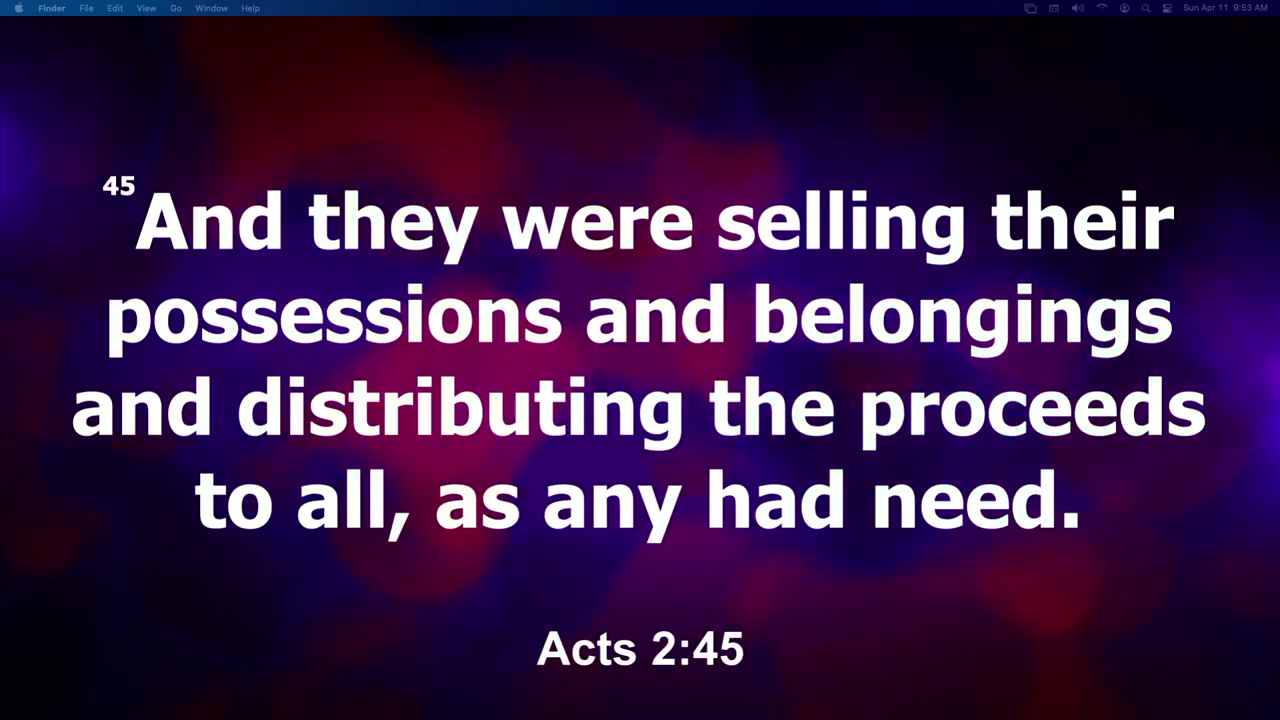 Finder File Edit View Go Window Help Sun Apr 11 9:53 AM
45 And they were selling their
possessions and belongings
and distributing the proceeds
to all, as any had need.
Acts 2:45